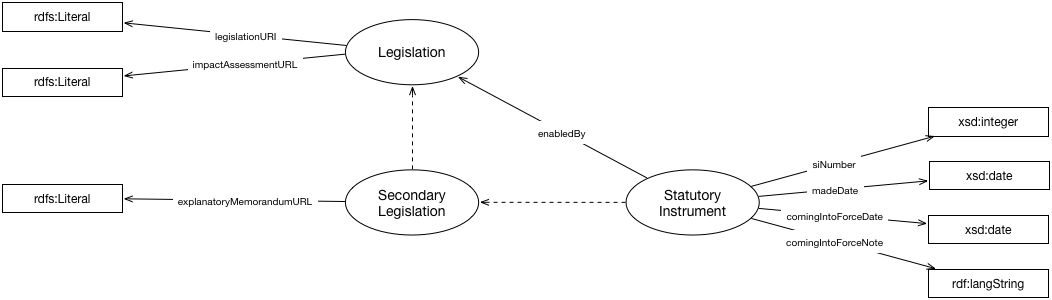 rdfs:Literal
legislationURI
Legislation
impactAssessmentURL
rdfs:Literal
enabledBy
xsd:integer
siNumber
xsd:date
madeDate
rdfs:Literal
explanatoryMemorandumURL
Secondary
Legislation
Statutory
Instrument
comingIntoForceDate
xsd:date
comingIntoForceNote
rdf:langString